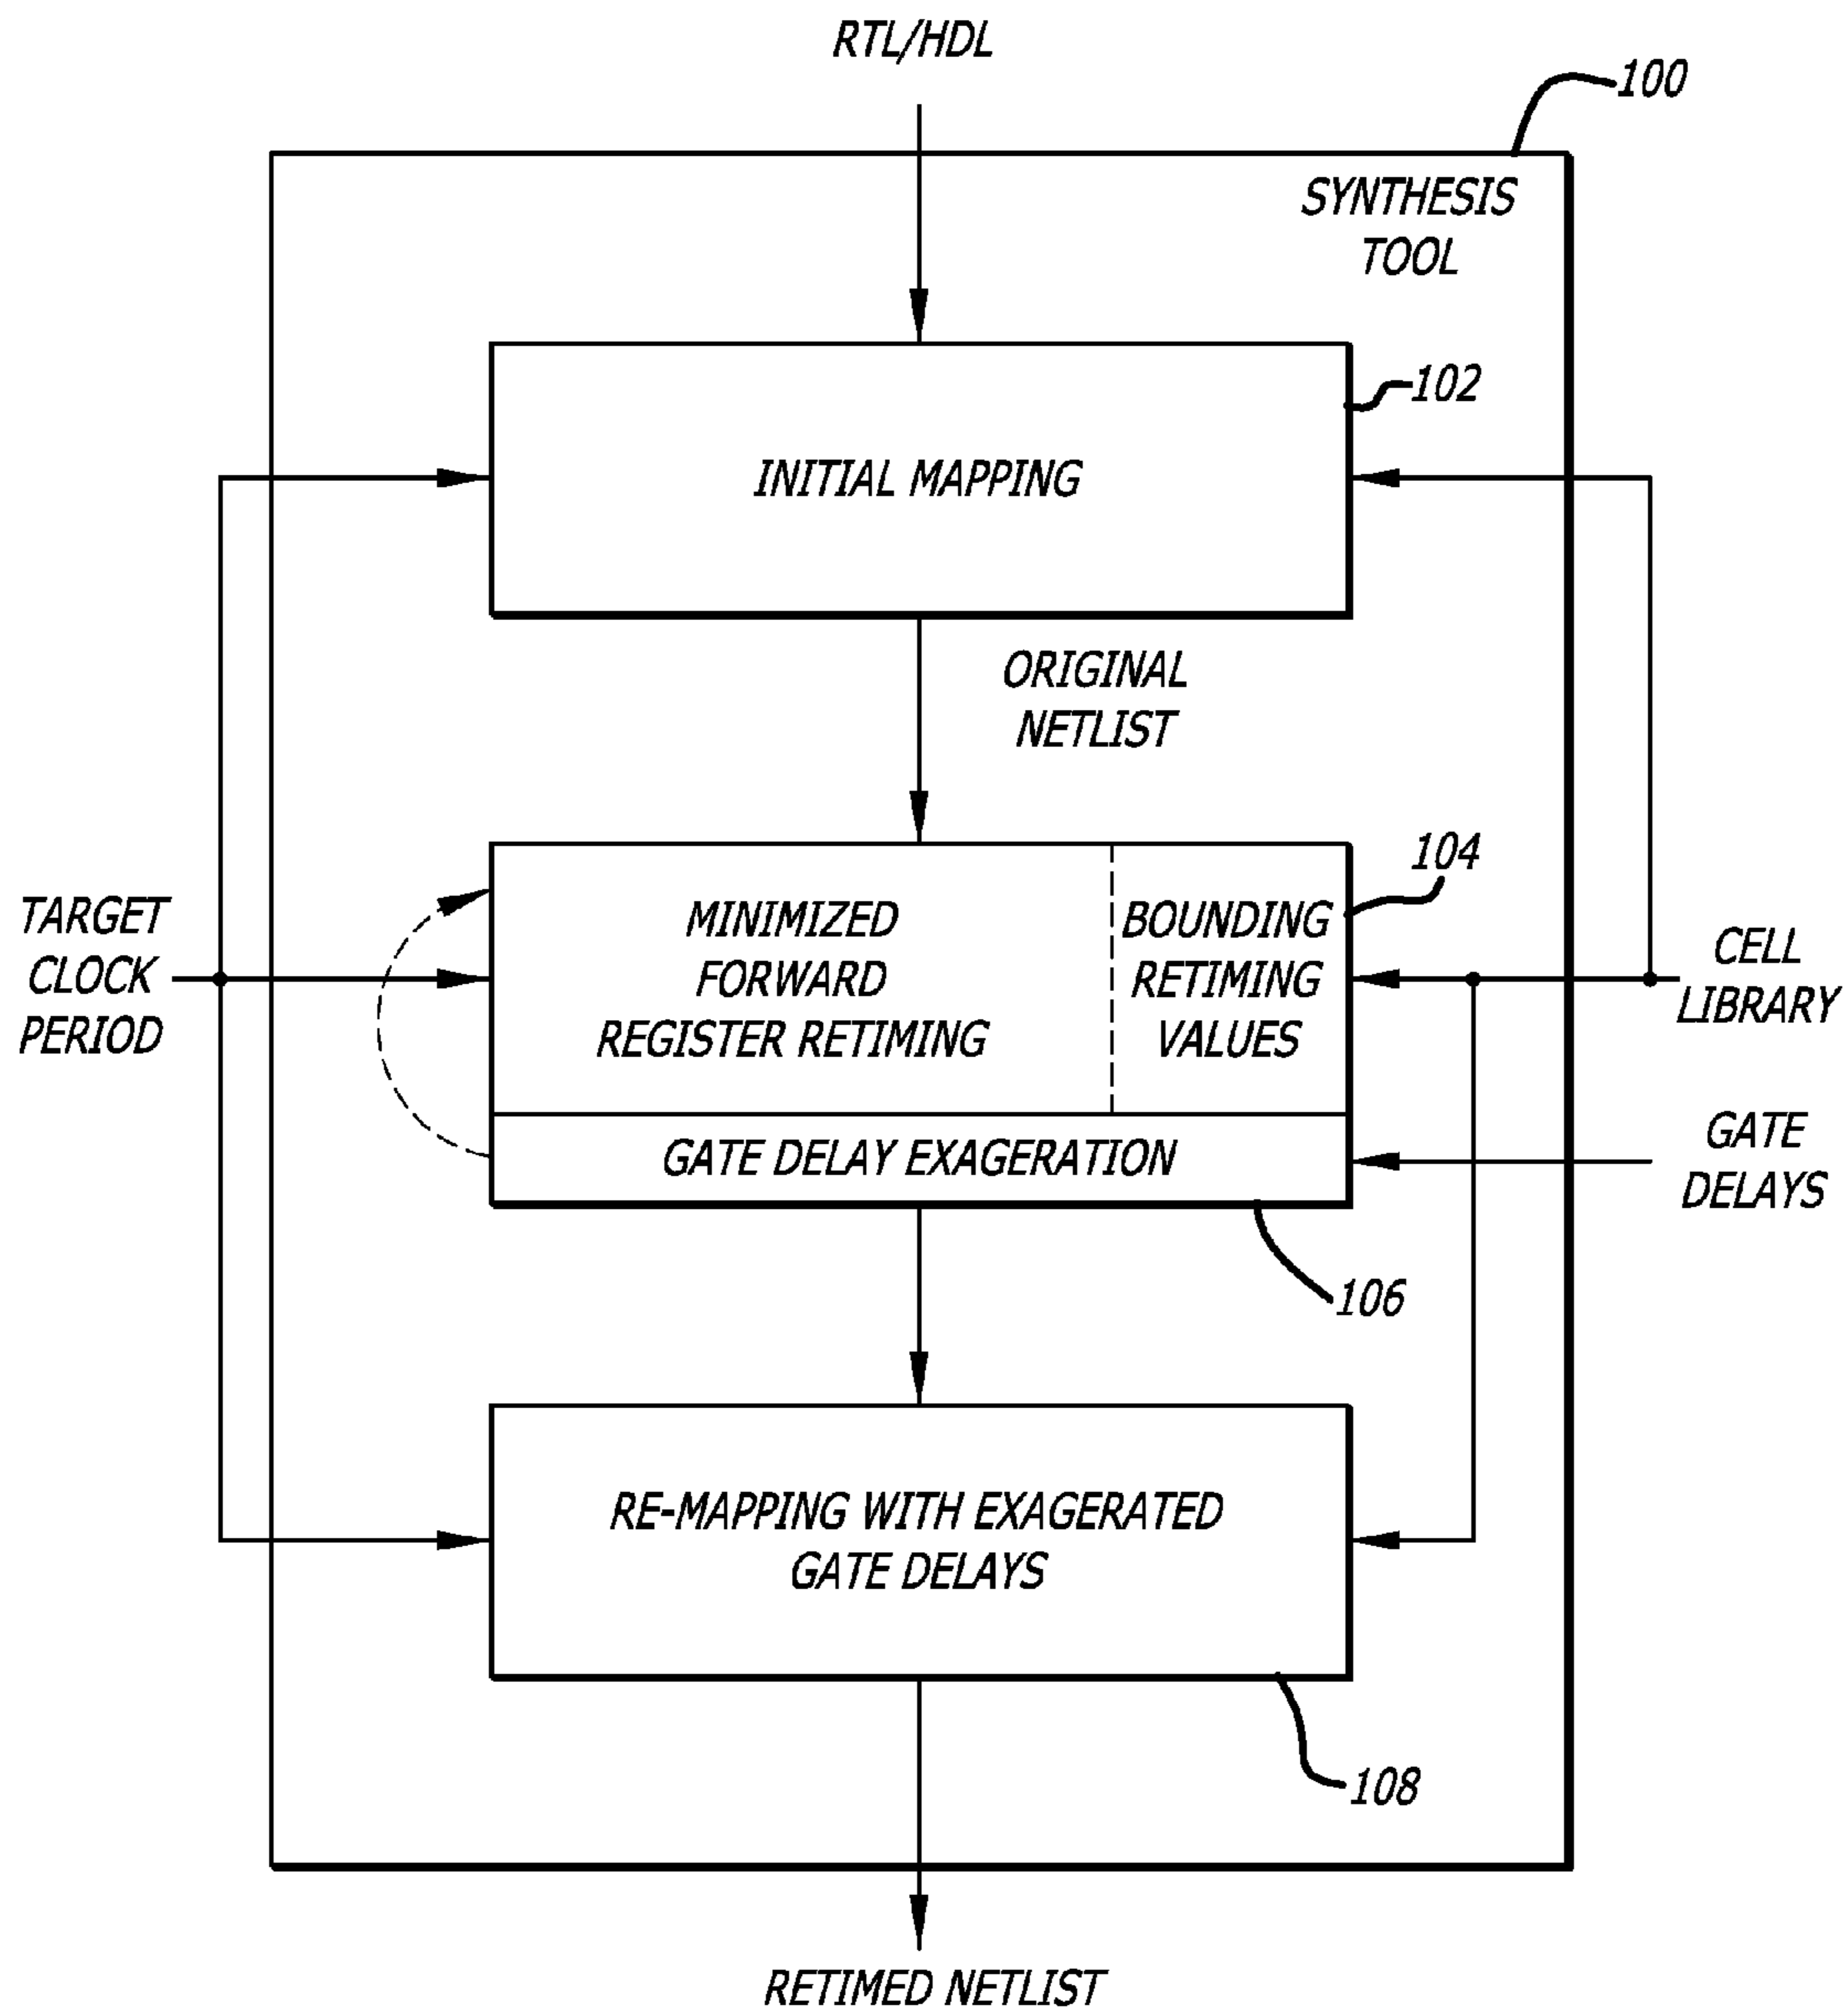 RTL/HDL
100
SYNTHESIS
TOOL
102
INITIAL MAPPING
ORIGINAL
NETLIST
104
TARGET
CLOCK
PERIOD
MINIMIZED
FORWARD
REGISTER RETIMING
BOUNDING
RETIMING
VALUES
CELL
LIBRARY
GATE DELAY EXAGERATION
GATE
DELAYS
106
RE-MAPPING WITH EXAGERATED
GATE DELAYS
108
RETIMED NETLIST